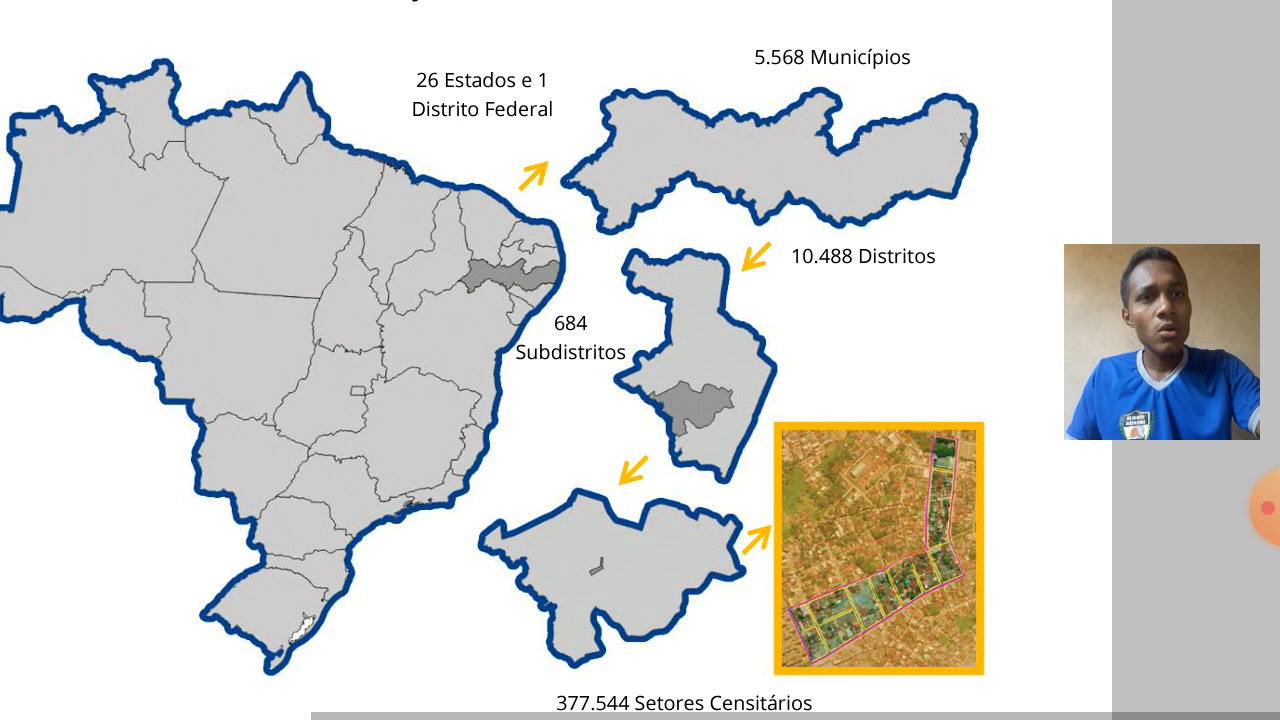 5.568 Municípios
26 Estados e 1
Distrito Federal
10.488 Distritos
684
Subdistritos
377.544 Setores Censitários